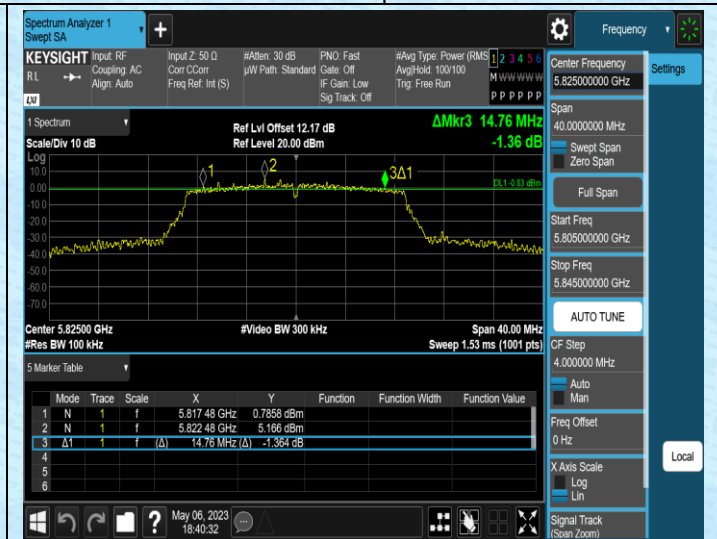 Spectrum Analyzer 1
Swept SA
Frequency
KEYSIGHT Input: RF Input Z: 50 Ω #Atten: 30 dB PNO: Fast #Avg Type: Power (RMS 1 2 3 4 5 6
RL Coupling: AC Corr CCorr µW Path: Standard Gate: Off Avg|Hold: 100/100 M W W W W W
Align: Auto Freq Ref: Int (S) IF Gain: Low Trig: Free Run
LXI Sig Track: Off P P P P P P
1 Spectrum
Scale/Div 10 dB
Ref Lvl Offset 12.17 dB
Ref Level 20.00 dBm
ΔMkr3 14.76 MHz
-1.36 dB
Log
10.0
0.00
-10.0
-20.0
-30.0
-40.0
-50.0
-60.0
-70.0
1
2
3Δ1
DL1 -0.83 dBm
Center 5.82500 GHz #Video BW 300 kHz Span 40.00 MHz
#Res BW 100 kHz Sweep 1.53 ms (1001 pts)
5 Marker Table
Mode Trace Scale X Y Function Function Width Function Value
1 N 1 f 5.817 48 GHz 0.7858 dBm
2 N 1 f 5.822 48 GHz 5.166 dBm
3 Δ1 1 f (Δ) 14.76 MHz (Δ) -1.364 dB
4
5
6
May 06, 2023
18:40:32
?
Center Frequency
5.825000000 GHz
Span
40.0000000 MHz
Swept Span
Zero Span
Full Span
Start Freq
5.805000000 GHz
Stop Freq
5.845000000 GHz
AUTO TUNE
CF Step
4.000000 MHz
Auto
Man
Freq Offset
0 Hz
X Axis Scale
Log
Lin
Signal Track
(Span Zoom)
Settings
Local